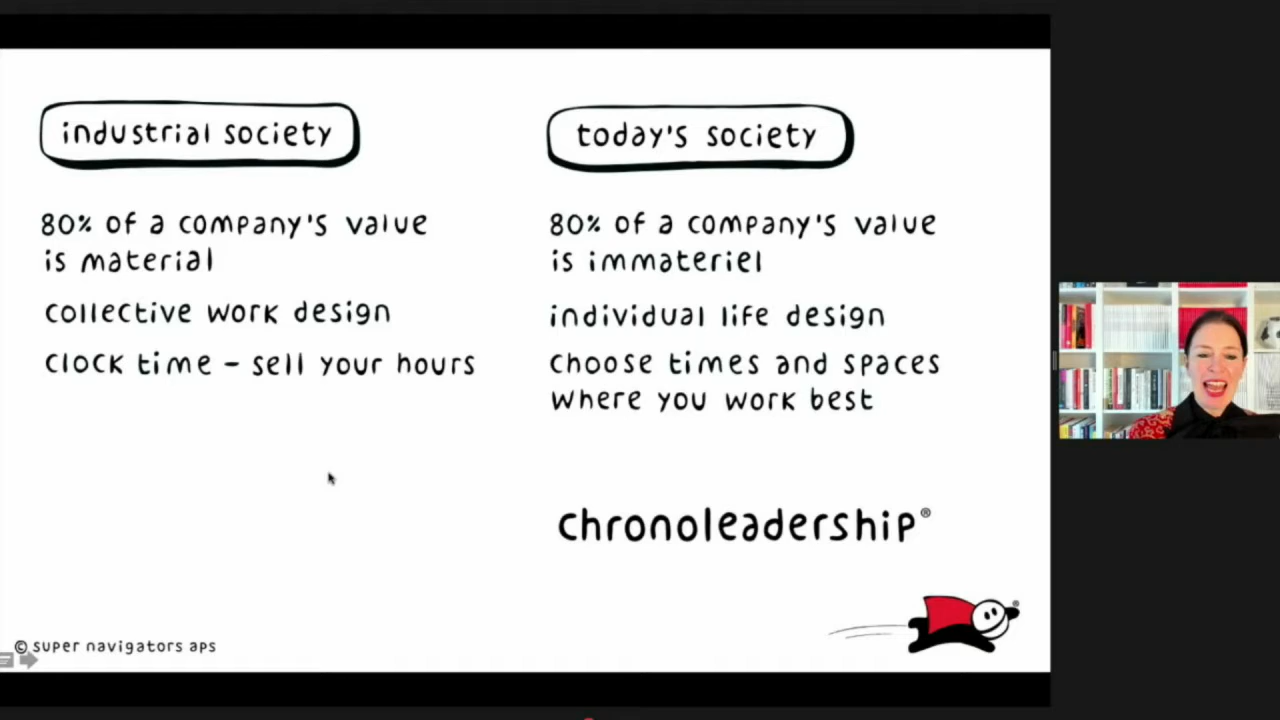 industrial society
80% of a company's value
is material
collective work design
clock time - sell your hours
today's society
80% of a company's value
is immateriel
individual life design
choose times and spaces
where you work best
chronoleadership®
®
© super navigators aps